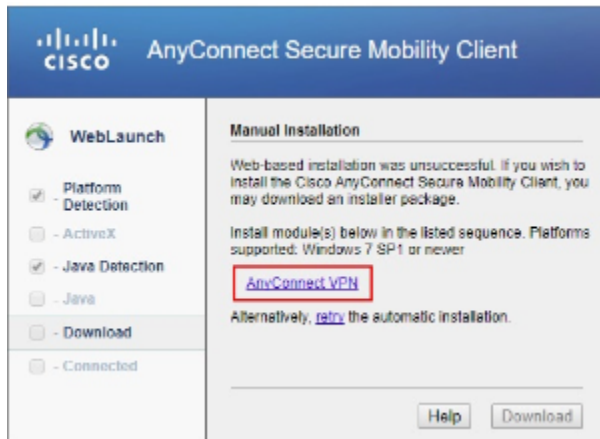 CISCO
AnyConnect Secure Mobility Client
WebLaunch
- Platform
Detection
- ActiveX
- Java Detection
- Java
- Download
- Connected
Manual Installation
Web-based installation was unsuccessful. If you wish to
install the Cisco AnyConnect Secure Mobility Client, you
may download an installer package.
Install module(s) below in the listed sequence. Platforms
supported: Windows 7 SP1 or newer
AnyConnect VPN
Alternatively, retry the automatic installation.
Help
Download